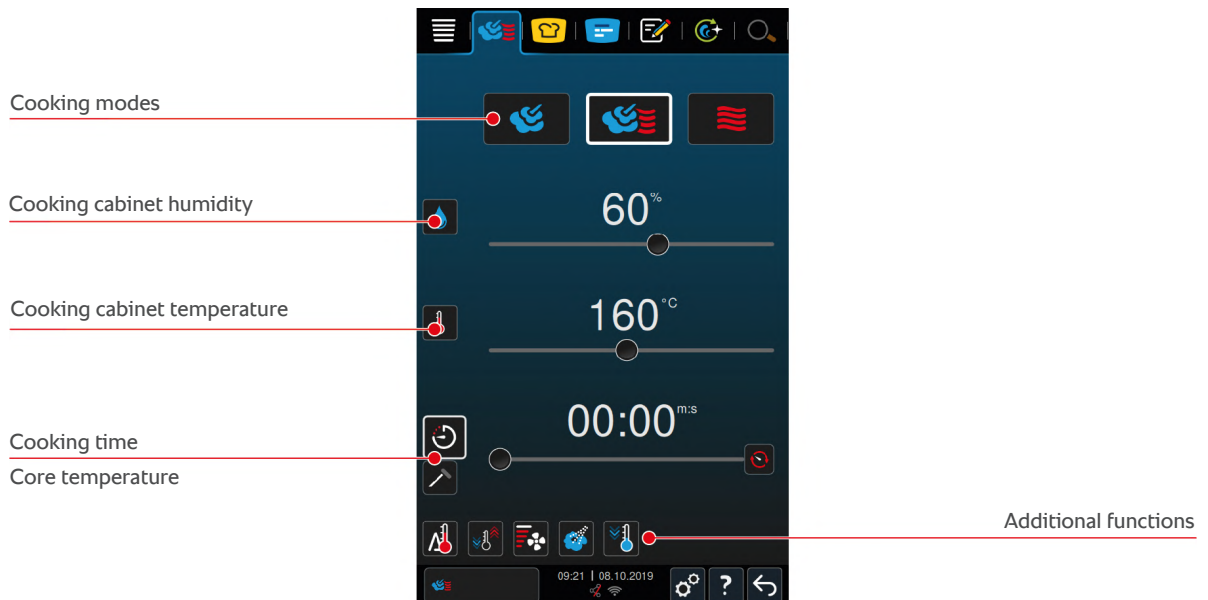 Cooking modes
Cooking cabinet humidity
60%
Cooking cabinet temperature
160°C
00:00 m:s
Cooking time
Core temperature
Additional functions
09:21 | 08.10.2019
?